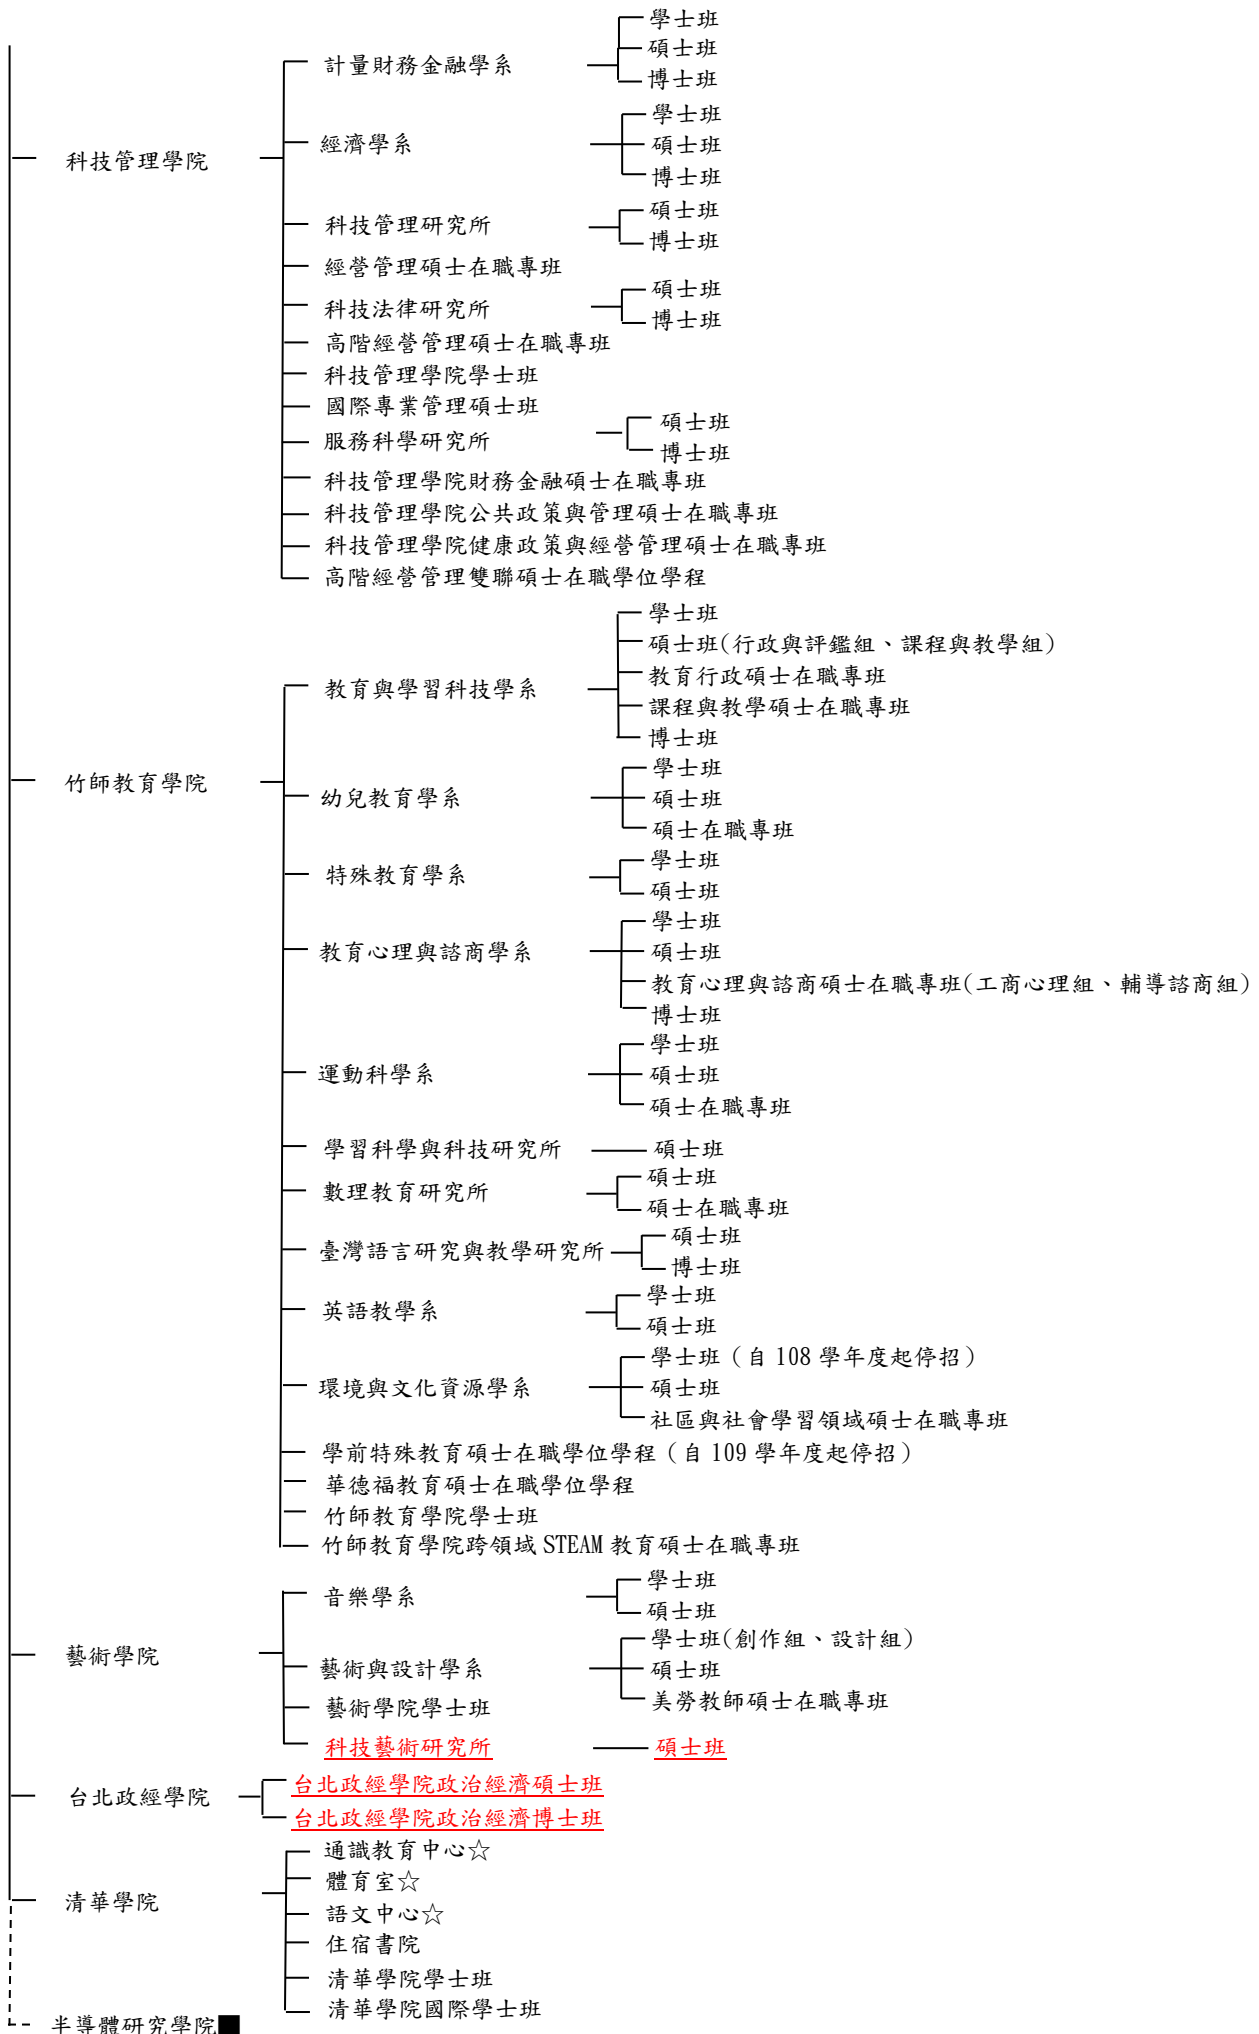 科技管理學院
計量財務金融學系
學士班
碩士班
博士班
經濟學系
學士班
碩士班
博士班
科技管理研究所
碩士班
博士班
經營管理碩士在職專班
科技法律研究所
碩士班
博士班
高階經營管理碩士在職專班
科技管理學院學士班
國際專業管理碩士班
服務科學研究所
碩士班
博士班
科技管理學院財務金融碩士在職專班
科技管理學院公共政策與管理碩士在職專班
科技管理學院健康政策與經營管理碩士在職專班
高階經營管理雙聯碩士在職學位學程
竹師教育學院
教育與學習科技學系
學士班
碩士班(行政與評鑑組、課程與教學組)
教育行政碩士在職專班
課程與教學碩士在職專班
博士班
幼兒教育學系
學士班
碩士班
碩士在職專班
特殊教育學系
學士班
碩士班
教育心理與諮商學系
學士班
碩士班
教育心理與諮商碩士在職專班(工商心理組、輔導諮商組)
博士班
運動科學系
學士班
碩士班
碩士在職專班
學習科學與科技研究所
碩士班
數理教育研究所
碩士班
碩士在職專班
臺灣語言研究與教學研究所
碩士班
博士班
英語教學系
學士班
碩士班
環境與文化資源學系
學士班（自 108 學年度起停招）
碩士班
社區與社會學習領域碩士在職專班
學前特殊教育碩士在職學位學程（自 109 學年度起停招）
華德福教育碩士在職學位學程
竹師教育學院學士班
竹師教育學院跨領域 STEAM 教育碩士在職專班
藝術學院
音樂學系
學士班
碩士班
藝術與設計學系
學士班(創作組、設計組)
碩士班
美勞教師碩士在職專班
藝術學院學士班
科技藝術研究所
碩士班
台北政經學院
台北政經學院政治經濟碩士班
台北政經學院政治經濟博士班
清華學院
通識教育中心☆
體育室☆
語文中心☆
住宿書院
清華學院學士班
清華學院國際學士班
半導體研究學院■